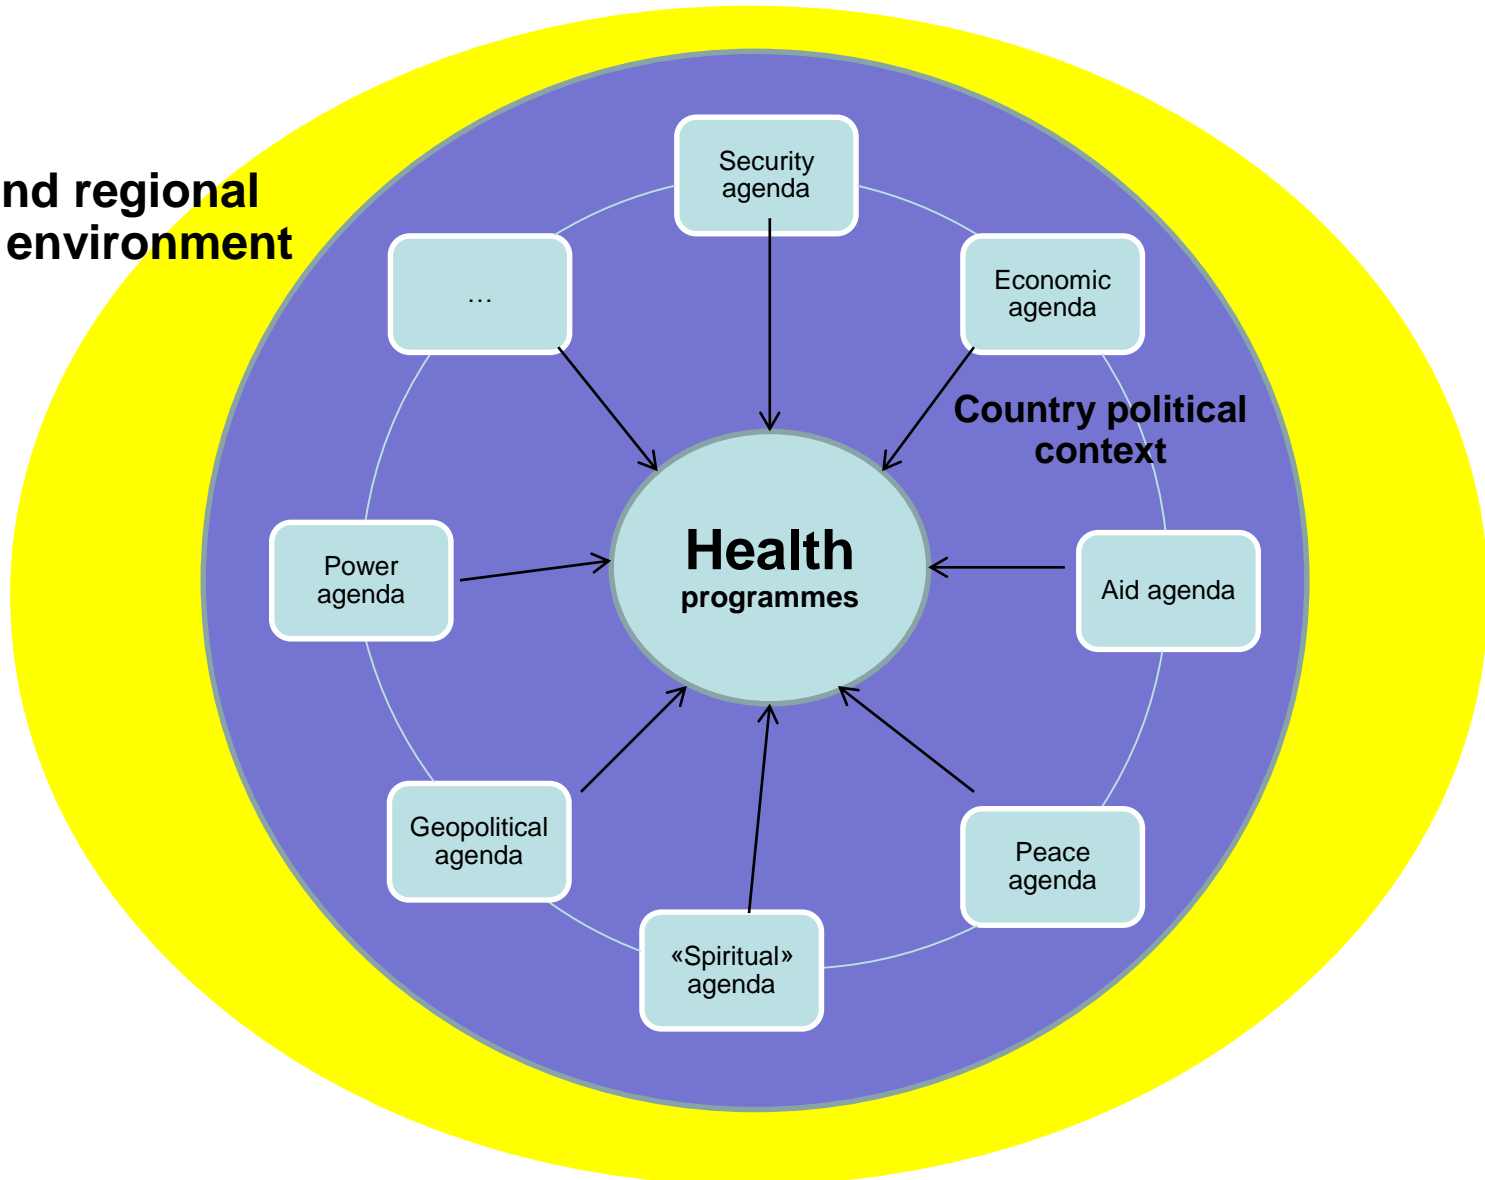 Security
agenda
nd regional
environment
…
Economic
agenda
Country political
context
Health
programmes
Power
agenda
Aid agenda
Geopolitical
agenda
Peace
agenda
«Spiritual»
agenda